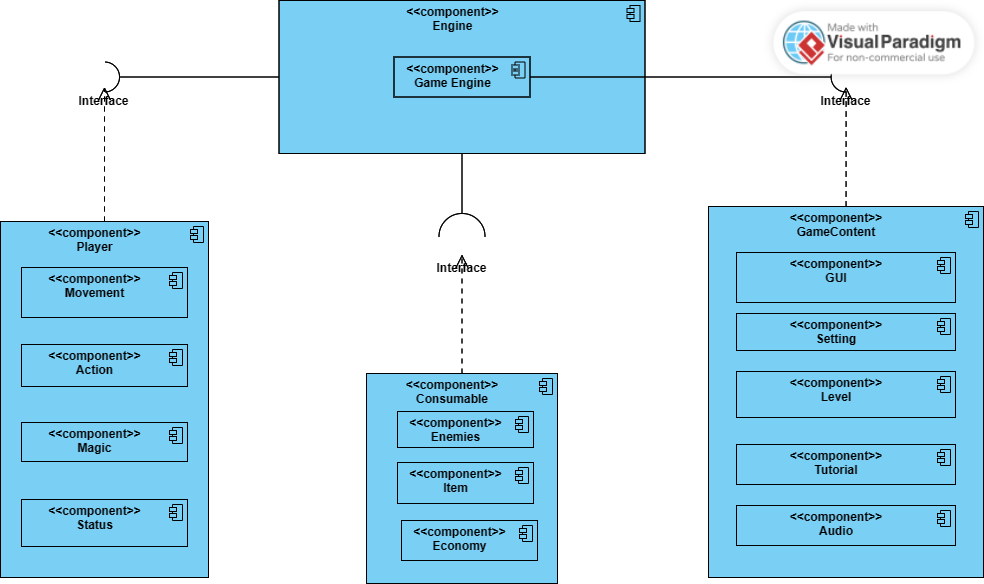 <<component>>
Engine
<<component>>
Game Engine
Made with
Visual Paradigm
For non-commercial use
Interface
Interface
Interface
<<component>>
Player
<<component>>
Movement
<<component>>
Action
<<component>>
Magic
<<component>>
Status
<<component>>
Consumable
<<component>>
Enemies
<<component>>
Item
<<component>>
Economy
<<component>>
GameContent
<<component>>
GUI
<<component>>
Setting
<<component>>
Level
<<component>>
Tutorial
<<component>>
Audio